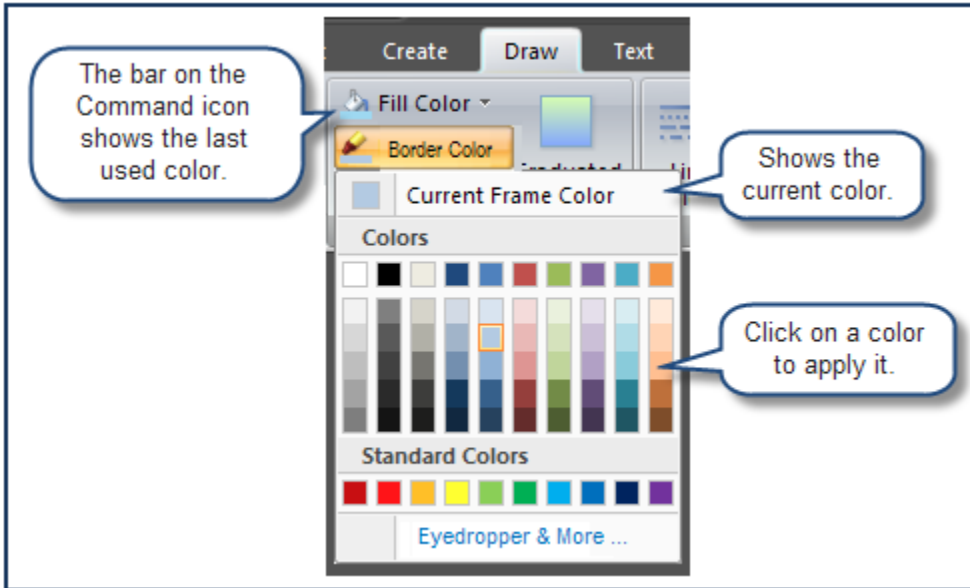 Create Draw Text
The bar on the
Command icon
shows the last
used color.
Fill Color
Border Color
Shows the
current color.
Current Frame Color
Colors
Click on a color
to apply it.
Standard Colors
Eyedropper & More ...